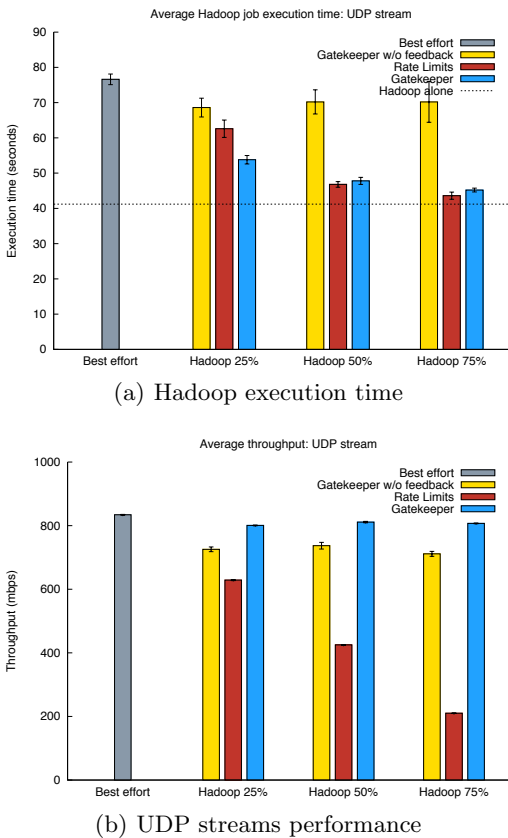 Average Hadoop job execution time: UDP stream
90
80
70
60
50
40
30
20
10
0
Execution time (seconds)
Best effort
Gatekeeper w/o feedback
Rate Limits
Gatekeeper
Hadoop alone
Best effort Hadoop 25% Hadoop 50% Hadoop 75%
(a) Hadoop execution time
Average throughput: UDP stream
1000
800
600
400
200
0
Throughput (mbps)
Best effort
Gatekeeper w/o feedback
Rate Limits
Gatekeeper
Best effort Hadoop 25% Hadoop 50% Hadoop 75%
(b) UDP streams performance